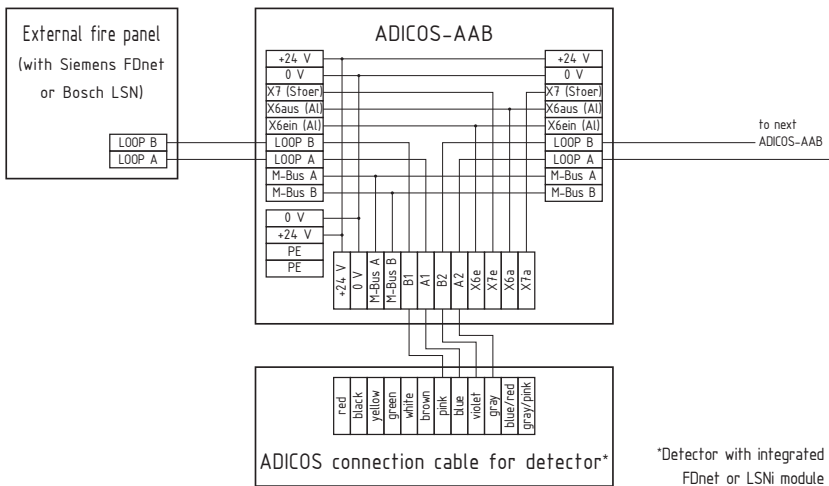 External fire panel
(with Siemens FDnet
or Bosch LSN)
LOOP B
LOOP A
ADICOS-AAB
+24 V
0 V
X7 (Stoer)
X6aus (Al)
X6ein (Al)
LOOP B
LOOP A
M-Bus A
M-Bus B
0 V
+24 V
PE
PE
+24 V
0 V
X7 (Stoer)
X6aus (Al)
X6ein (Al)
LOOP B
LOOP A
M-Bus A
M-Bus B
to next
ADICOS-AAB
+24 V
0 V
M-Bus A
M-Bus B
B1
A1
B2
A2
X6e
X7e
X6a
X7a
red
black
yellow
green
white
brown
pink
blue
violet
gray
blue/red
gray/pink
ADICOS connection cable for detector*
*Detector with integrated
FDnet or LSNi module